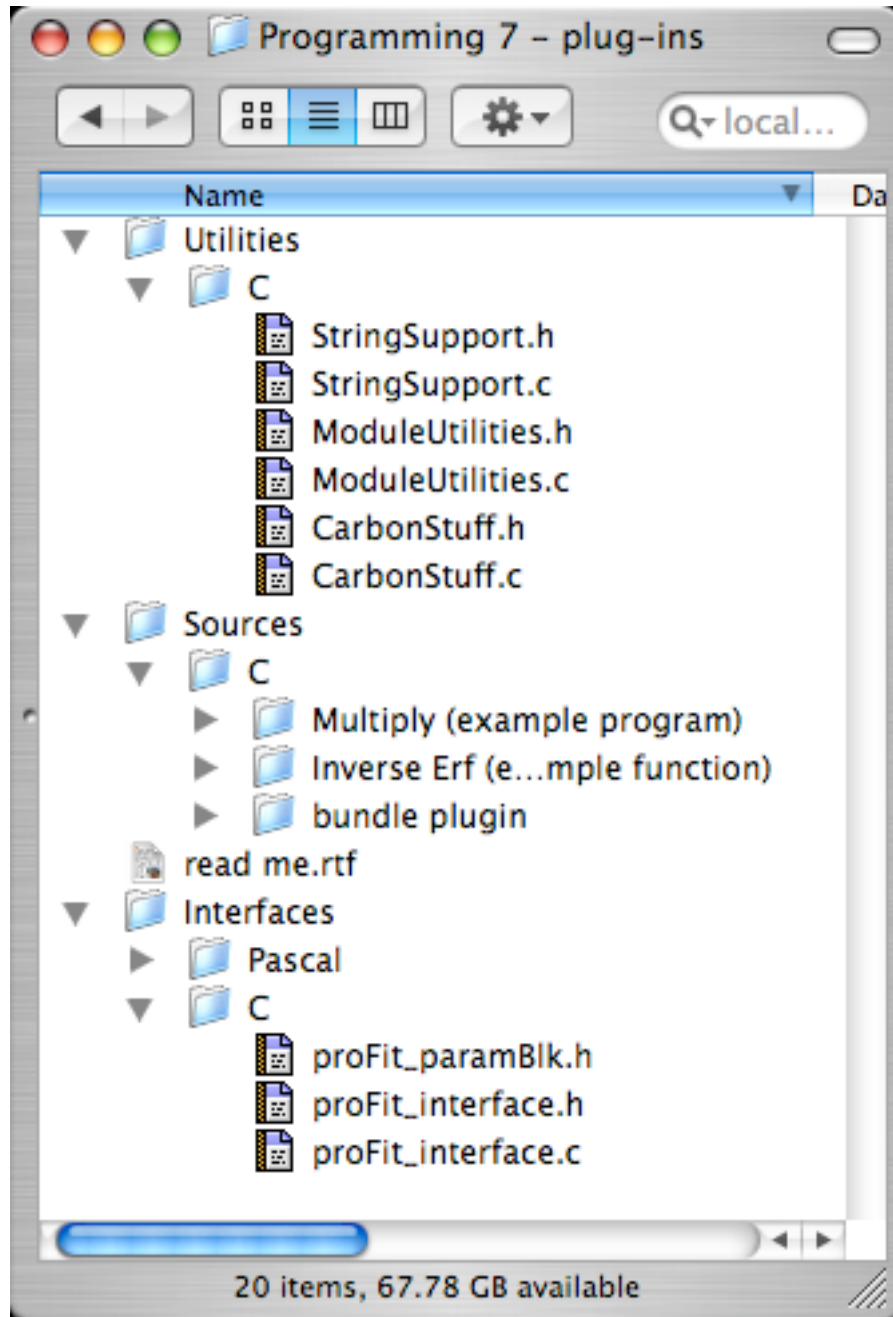 Programming 7 – plug-ins
local...
Name Da
Utilities
C
StringSupport.h
StringSupport.c
ModuleUtilities.h
ModuleUtilities.c
CarbonStuff.h
CarbonStuff.c
Sources
C
Multiply (example program)
Inverse Erf (e...mple function)
bundle plugin
read me.rtf
Interfaces
Pascal
C
proFit_paramBlk.h
proFit_interface.h
proFit_interface.c
20 items, 67.78 GB available